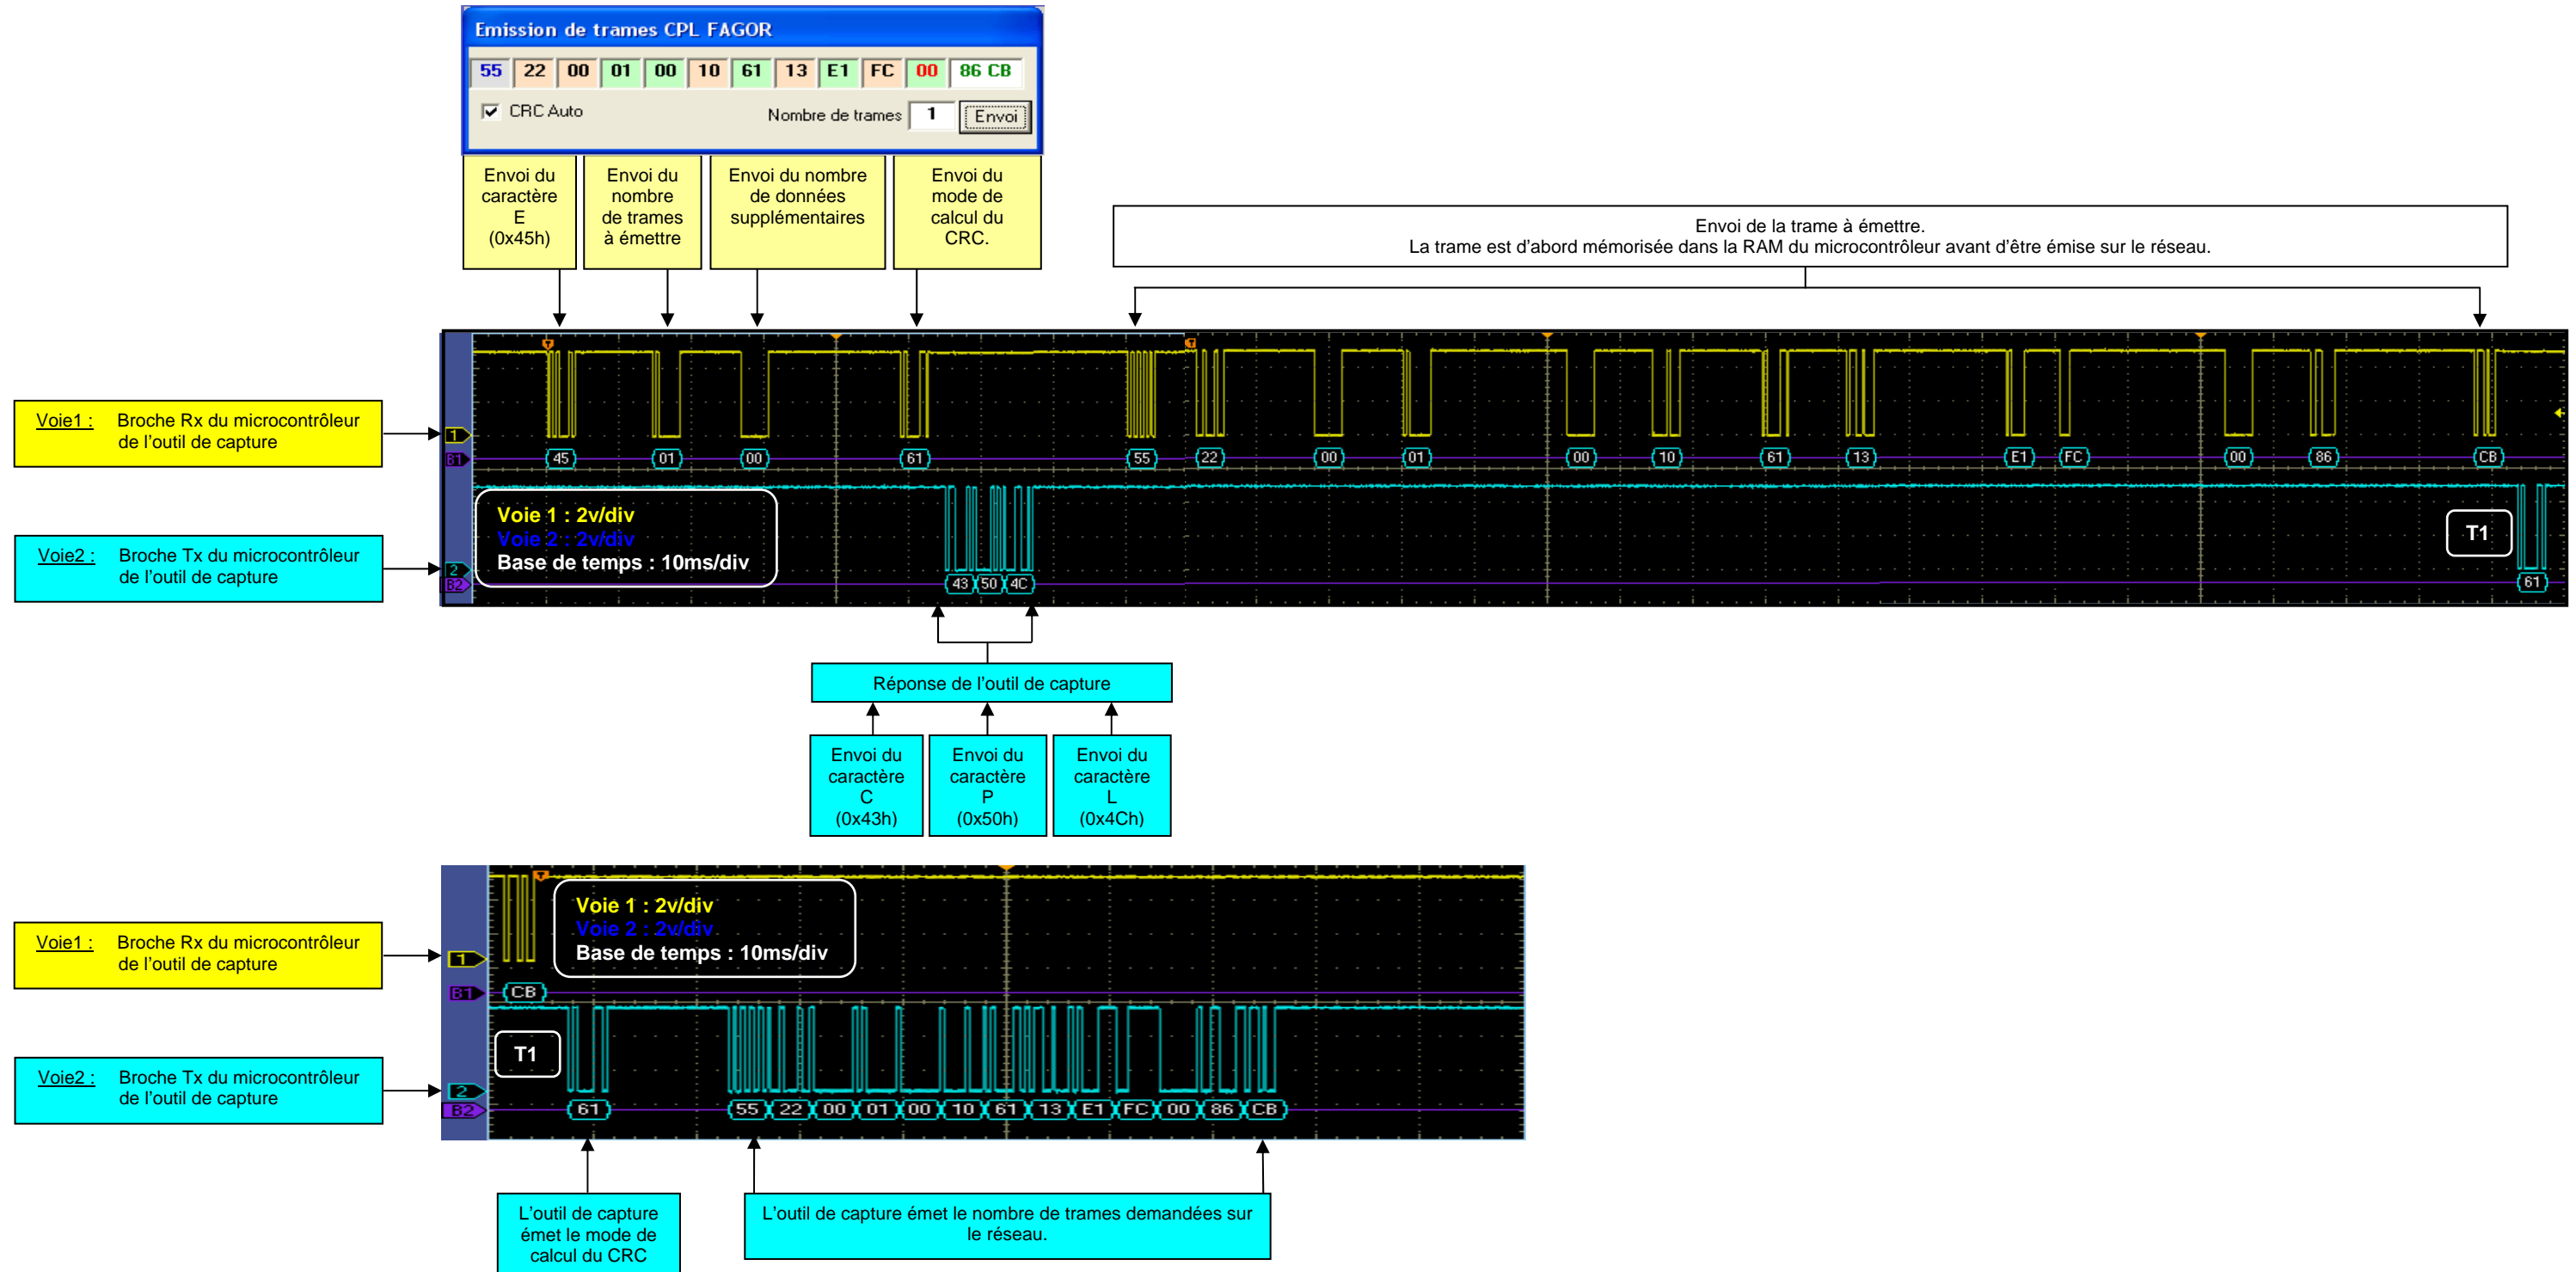 Emission de trames CPL FAGOR
55 22 00 01 00 10 61 13 E1 FC 00 86 CB
CRC Auto
Nombre de trames 1 Envoi
Envoi du
caractère
E
(0x45h)
Envoi du
nombre
de trames
à émettre
Envoi du nombre
de données
supplémentaires
Envoi du
mode de
calcul du
CRC.
Envoi de la trame à émettre.
La trame est d'abord mémorisée dans la RAM du microcontrôleur avant d'être émise sur le réseau.
Voie1 : Broche Rx du microcontrôleur
de l'outil de capture
T
T
1
B1
45 01 00 61 55 22 00 01 00 10 61 13 E1 FC 00 86 CB
Voie 1 : 2v/div
Voie 2 : 2v/div
Base de temps : 10ms/div
T1
Voie2 : Broche Tx du microcontrôleur
de l'outil de capture
2
B2
43 50 4C
61
Réponse de l'outil de capture
Envoi du
caractère
C
(0x43h)
Envoi du
caractère
P
(0x50h)
Envoi du
caractère
L
(0x4Ch)
Voie1 : Broche Rx du microcontrôleur
de l'outil de capture
T
Voie 1 : 2v/div
Voie 2 : 2v/div
Base de temps : 10ms/div
1
B1
CB
T1
Voie2 : Broche Tx du microcontrôleur
de l'outil de capture
2
B2
61 55 22 00 01 00 10 61 13 E1 FC 00 86 CB
L'outil de capture
émet le mode de
calcul du CRC
L'outil de capture émet le nombre de trames demandées sur
le réseau.